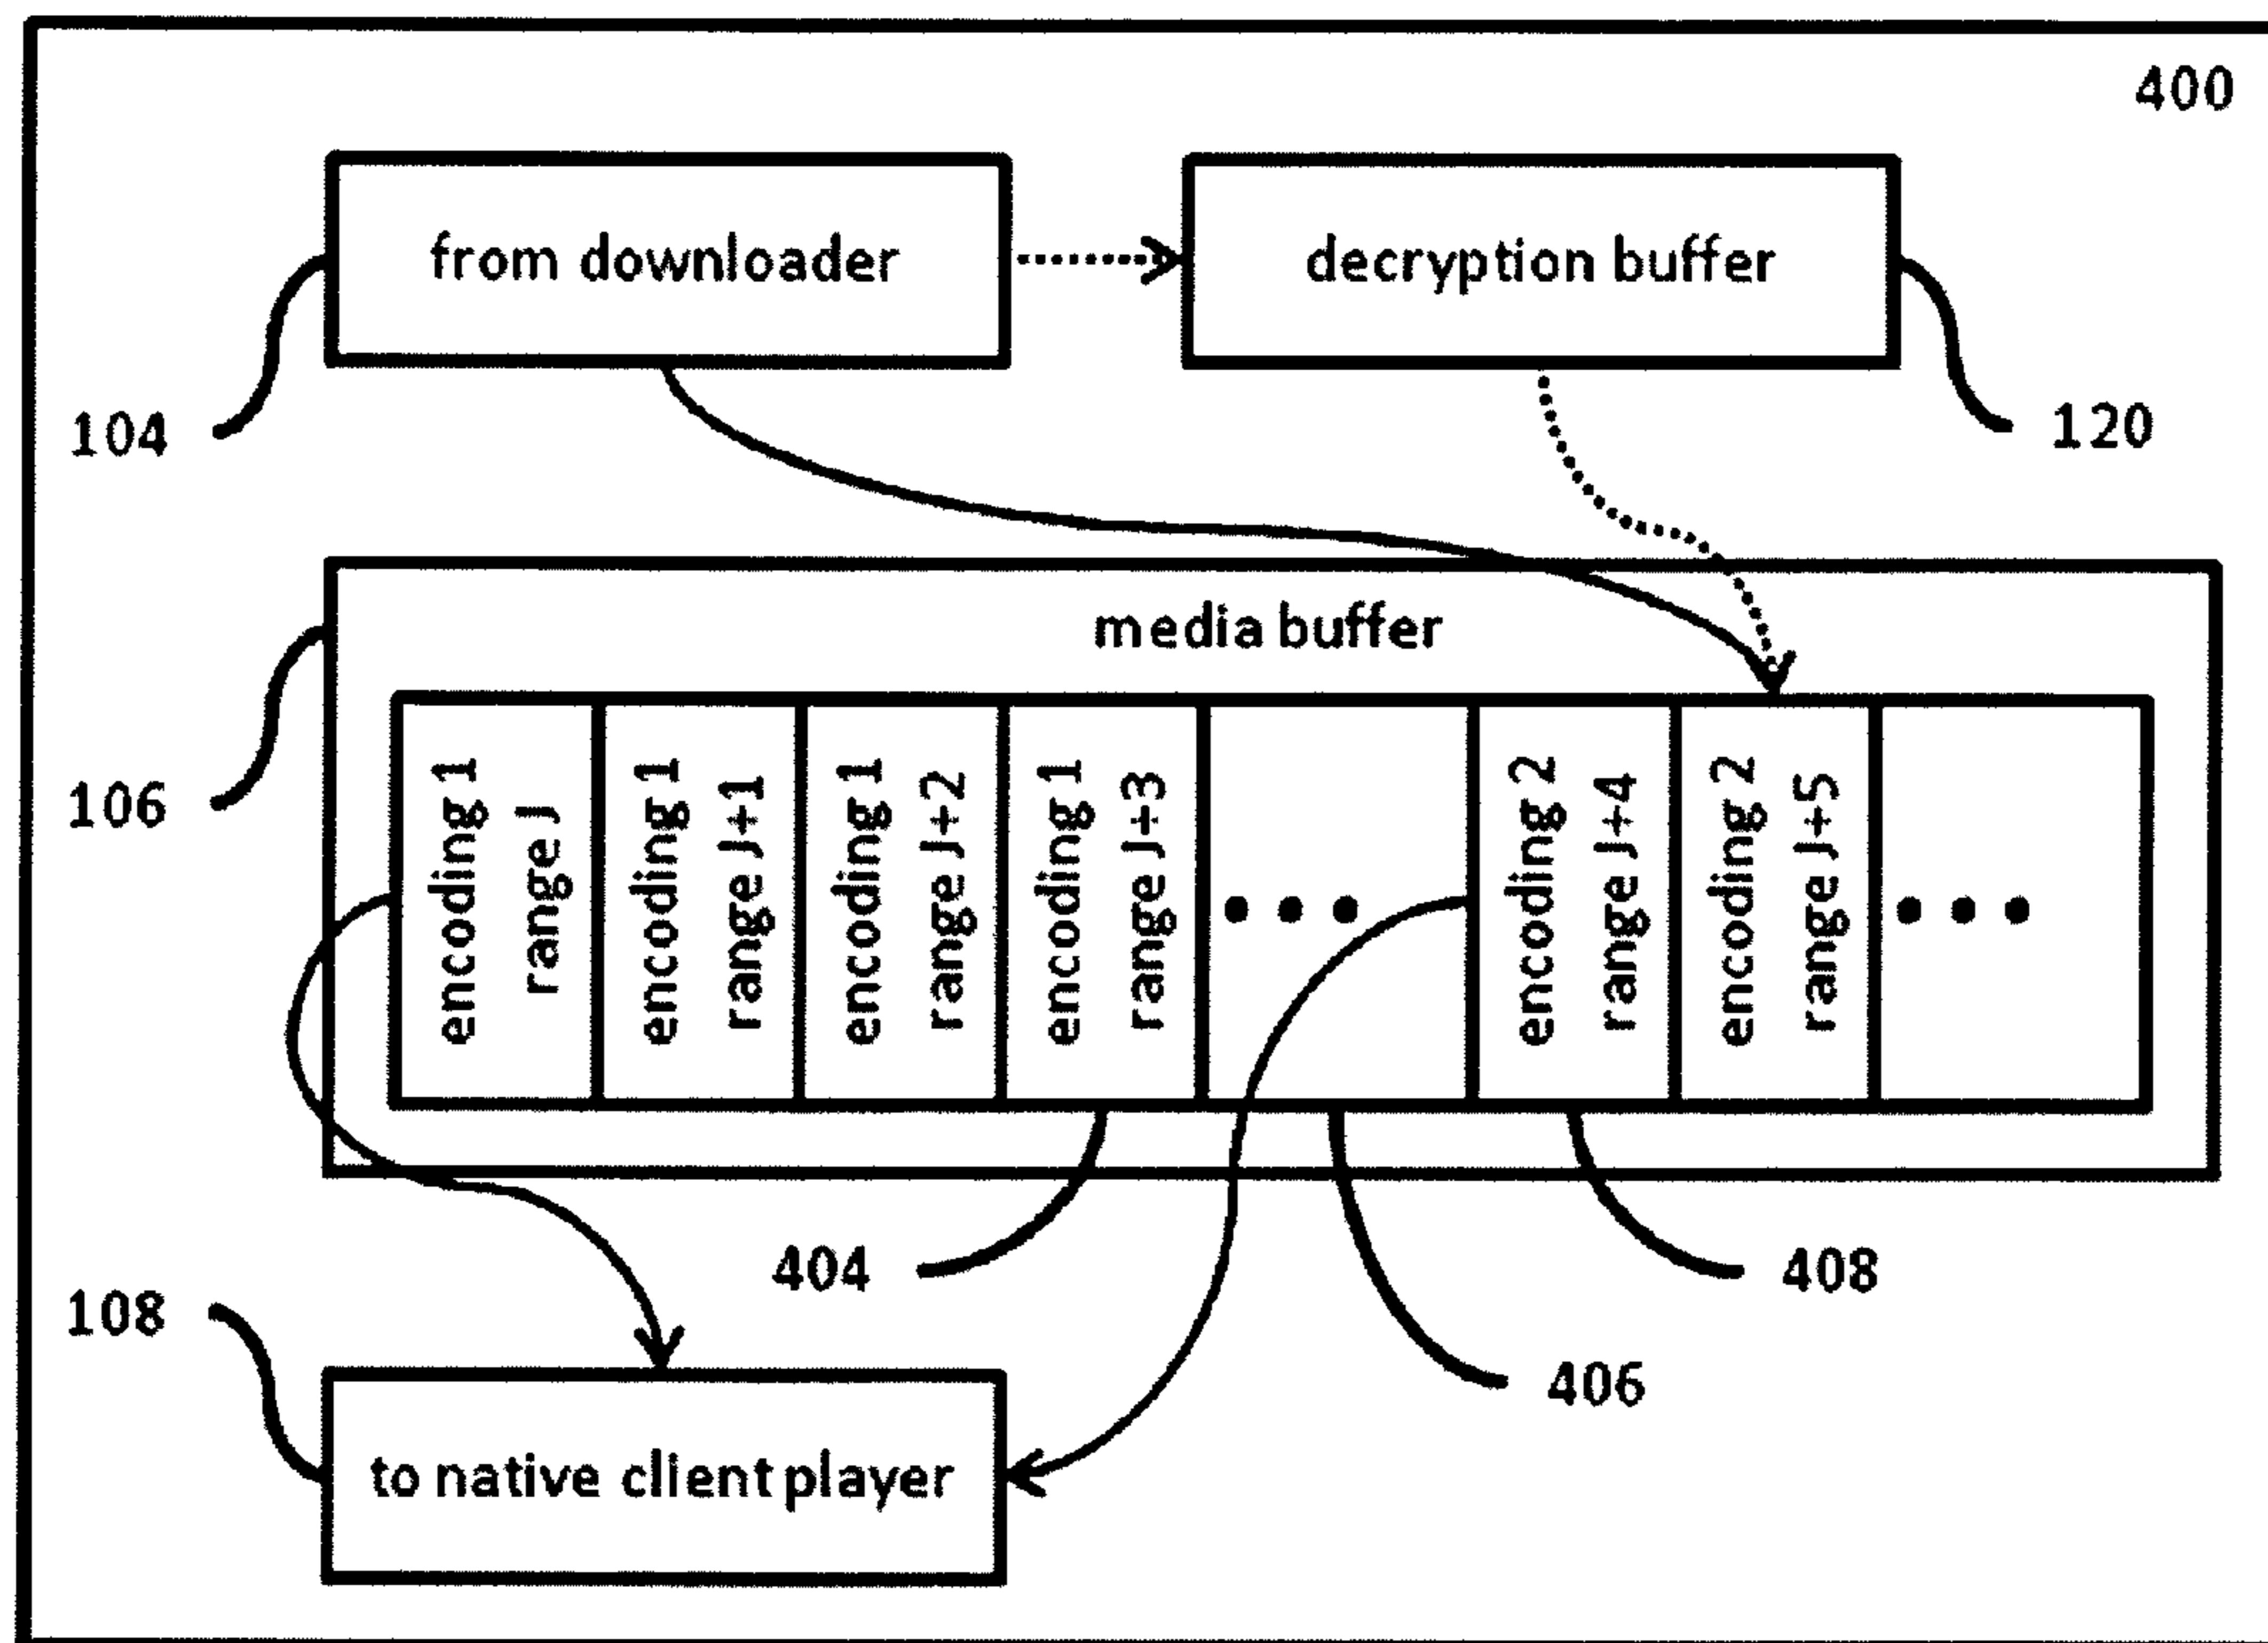 400
from downloader
decryption buffer
104
120
media buffer
106
encoding 1
range J
encoding 1
range J+1
encoding 1
range J+2
encoding 1
range J+3
• • •
encoding 2
range J+4
encoding 2
range J+5
• • •
404
408
108
406
to native client player